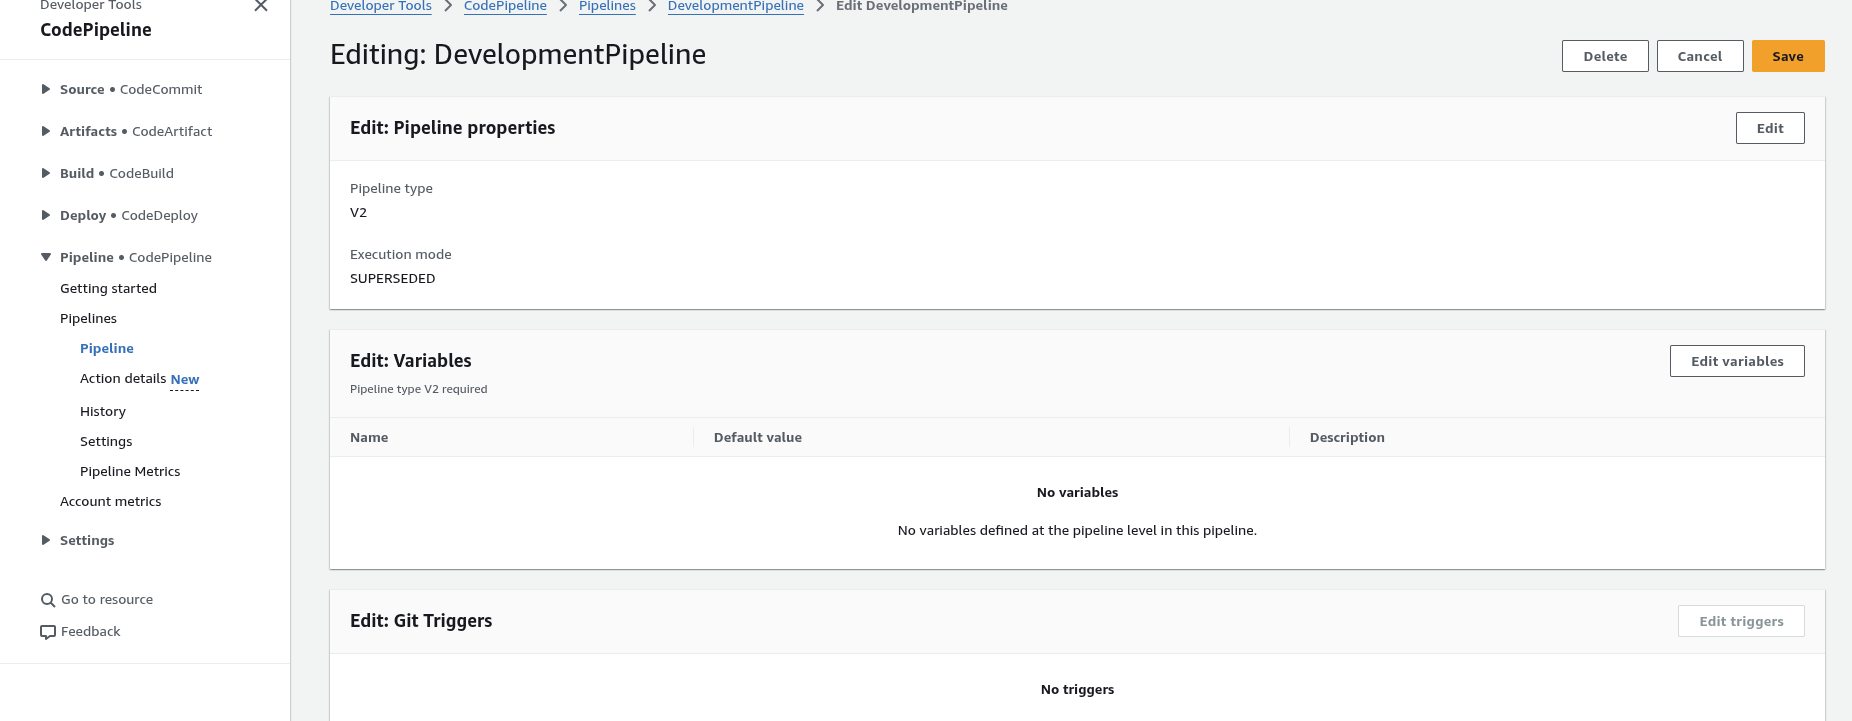 Developer Tools
CodePipeline
Source • CodeCommit
Artifacts • CodeArtifact
Build • CodeBuild
Deploy • CodeDeploy
Pipeline • CodePipeline
Getting started
Pipelines
Pipeline
Action details New
History
Settings
Pipeline Metrics
Account metrics
Settings
Go to resource
Feedback
Developer Tools > CodePipeline > Pipelines > DevelopmentPipeline > Edit DevelopmentPipeline
Editing: DevelopmentPipeline
Delete Cancel Save
Edit: Pipeline properties
Edit
Pipeline type
V2
Execution mode
SUPERSEDED
Edit: Variables
Edit variables
Pipeline type V2 required
Name Default value Description
No variables
No variables defined at the pipeline level in this pipeline.
Edit: Git Triggers
Edit triggers
No triggers